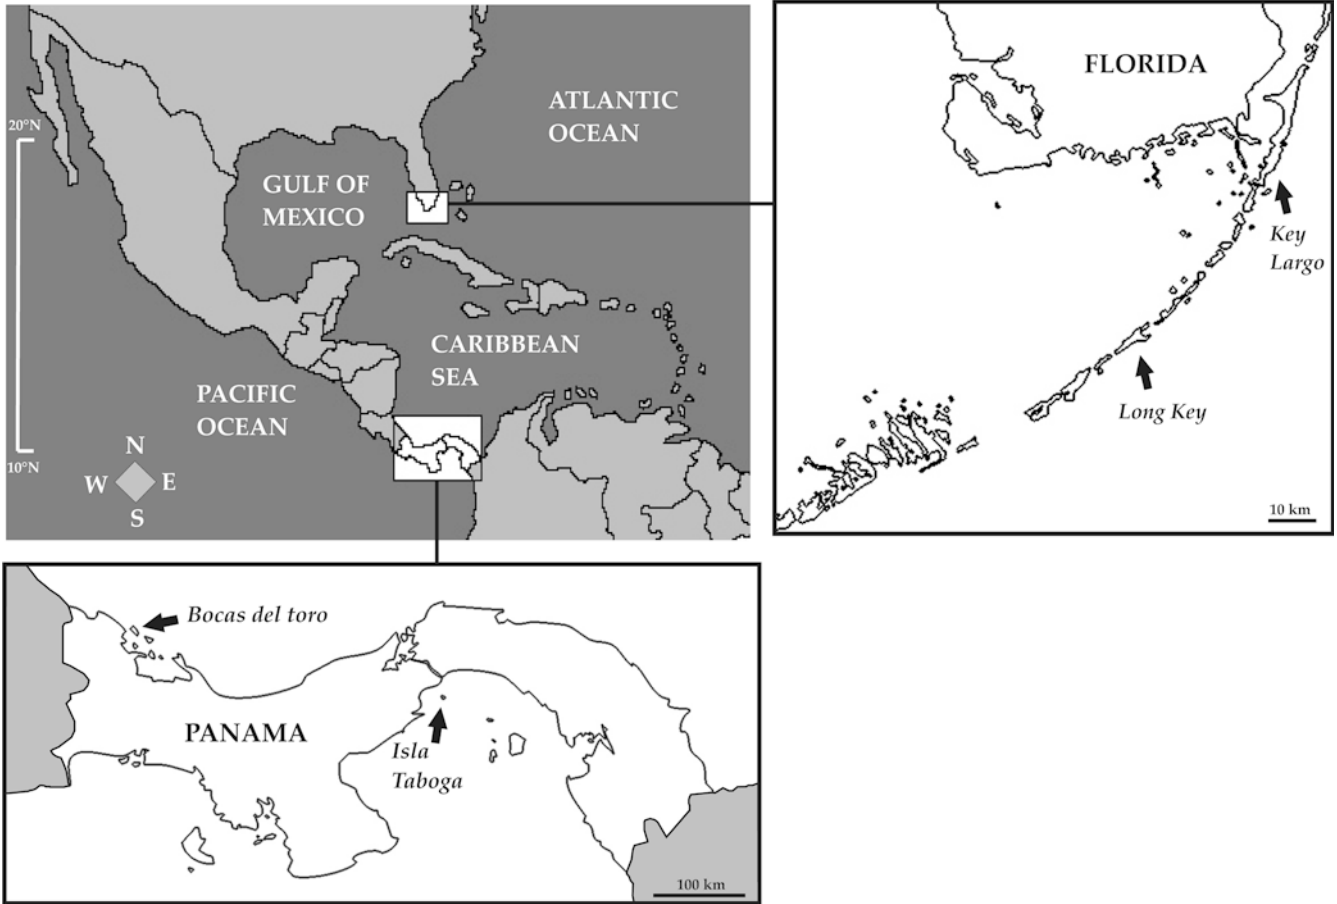 ATLANTIC
OCEAN
20°N
GULF OF
MEXICO
CARIBBEAN
SEA
PACIFIC
OCEAN
10°N
N
W E
S
FLORIDA
Key
Largo
Long Key
10 km
Bocas del toro
PANAMA
Isla
Taboga
100 km